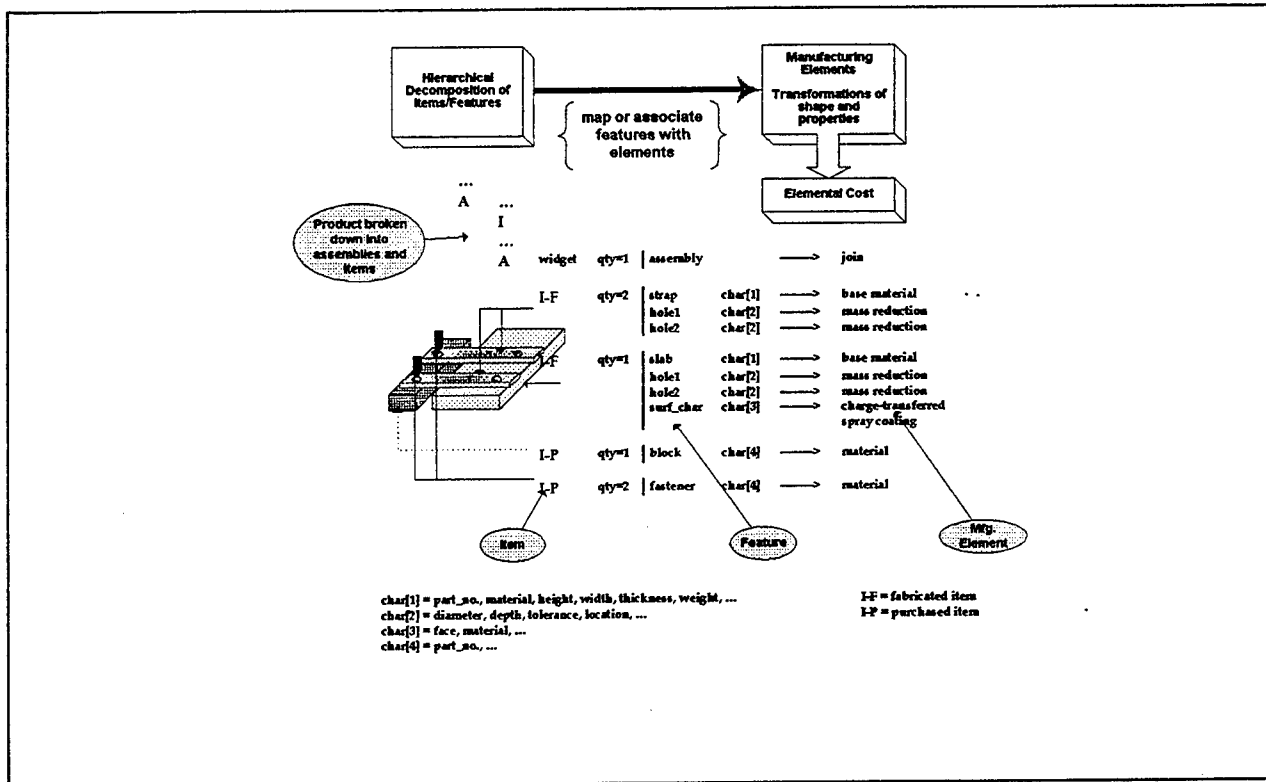 Hierarchical
Decomposition of
Items/Features
map or associate
features with
elements
Manufacturing
Elements
Transformations of
shape and
properties
Elemental Cost
Product broken
down into
assemblies and
items
...
A ...
I
...
A widget qty=1 assembly join
I-F qty=2 strap char[1] base material
hole1 char[2] mass reduction
hole2 char[2] mass reduction
I-F qty=1 slab char[1] base material
hole1 char[2] mass reduction
hole2 char[2] mass reduction
surf_char char[3] charge-transferred
spray coating
I-P qty=1 block char[4] material
I-P qty=2 fastener char[4] material
Item
Feature
Mfg.
Element
char[1] = part_no., material, height, width, thickness, weight, ...
char[2] = diameter, depth, tolerance, location, ...
char[3] = face, material, ...
char[4] = part_no., ...
I-F = fabricated item
I-P = purchased item